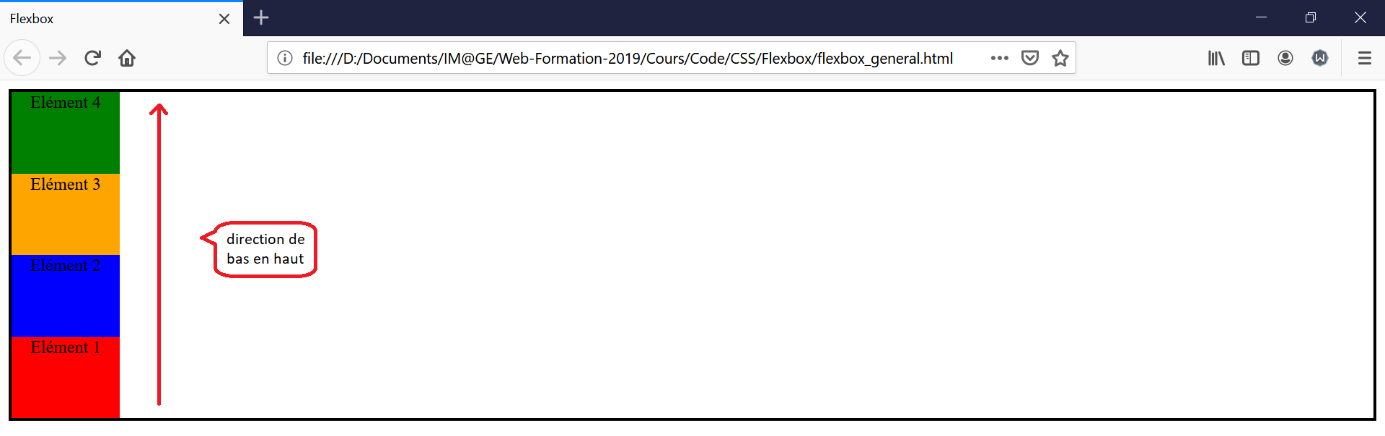 Flexbox
file:///D:/Documents/IM@GE/Web-Formation-2019/Cours/Code/CSS/Flexbox/flexbox_general.html
Elément 4
Elément 3
direction de
bas en haut
Elément 2
Elément 1